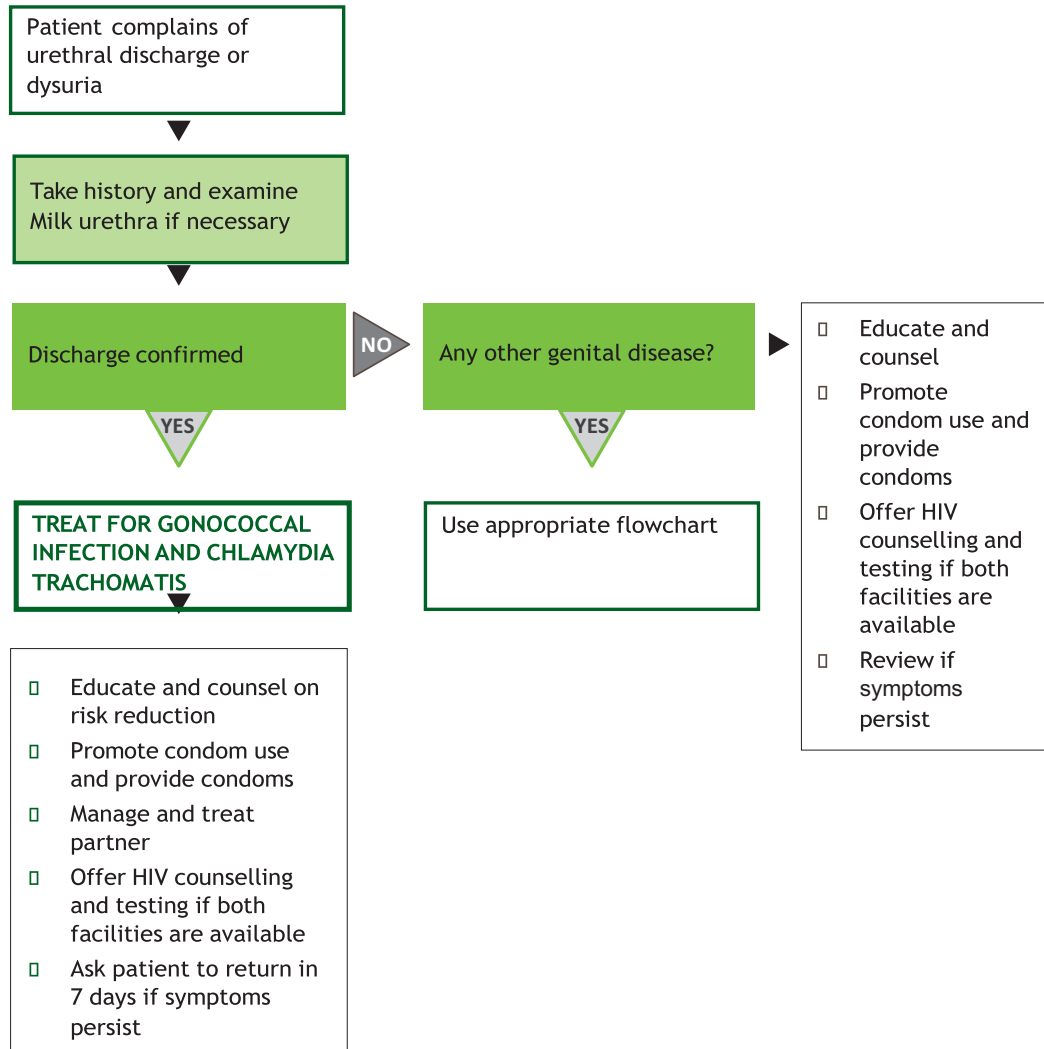 Patient complains of
urethral discharge or
dysuria
Take history and examine
Milk urethra if necessary
Discharge confirmed
NO
Any other genital disease?
YES
YES
TREAT FOR GONOCOCCAL
INFECTION AND CHLAMYDIA
TRACHOMATIS
Use appropriate flowchart
Educate and
counsel
Promote
condom use and
provide
condoms
Offer HIV
counselling and
testing if both
facilities are
available
Review if
symptoms
persist
Educate and counsel on
risk reduction
Promote condom use
and provide condoms
Manage and treat
partner
Offer HIV counselling
and testing if both
facilities are available
Ask patient to return in
7 days if symptoms
persist